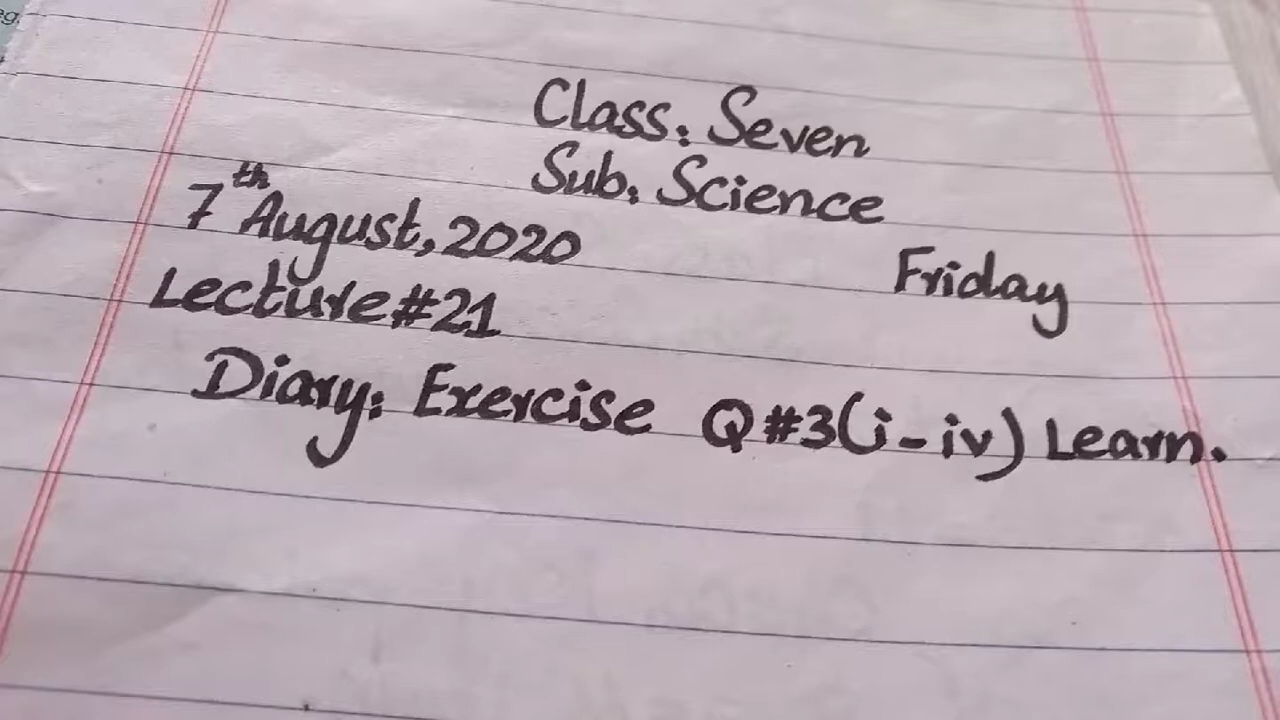 Class: Seven
Sub: Science
7th August, 2020
Friday
Lecture#21
Diary: Exercise Q#3(i-iv) Learn.